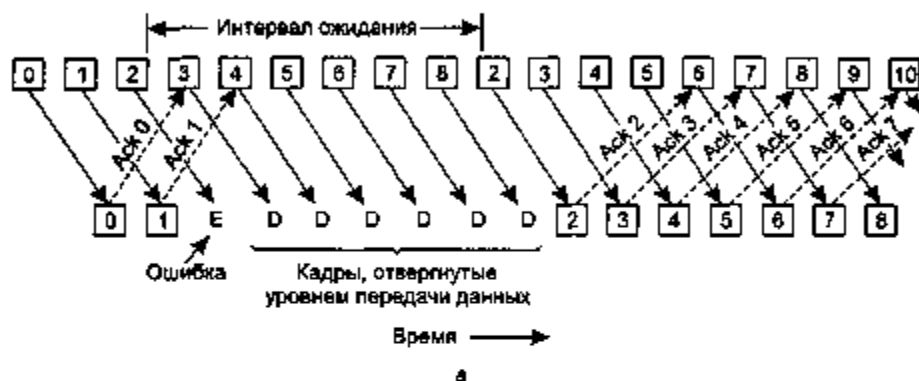 Интервал ожидания
0 1 2 3 4 5 6 7 8 2 3 4 5 6 7 8 9 10
Ack 0 Ack 1 Ack 2 Ack 3 Ack 4 Ack 5 Ack 6 Ack 7
0 1 E D D D D D D 2 3 4 5 6 7 8
Ошибка
Кадры, отвергнутые
уровнем передачи данных
Время
а